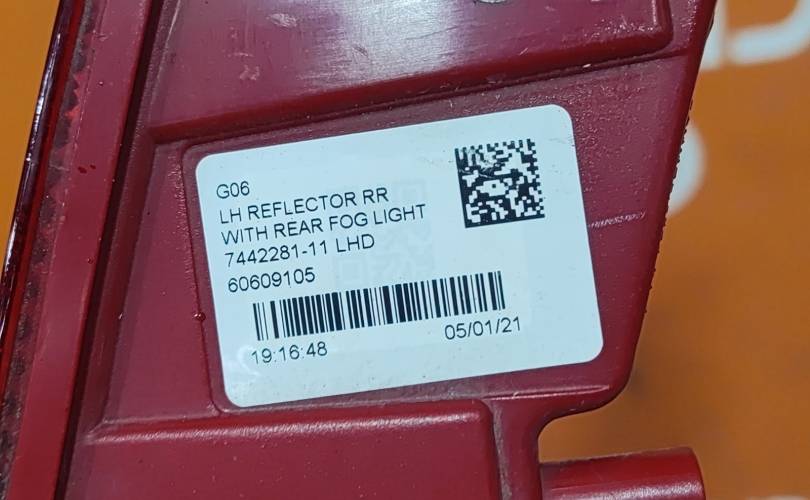 G06
LH REFLECTOR RR
WITH REAR FOG LIGHT
7442281-11 LHD
60609105
19:16:48 05/01/21